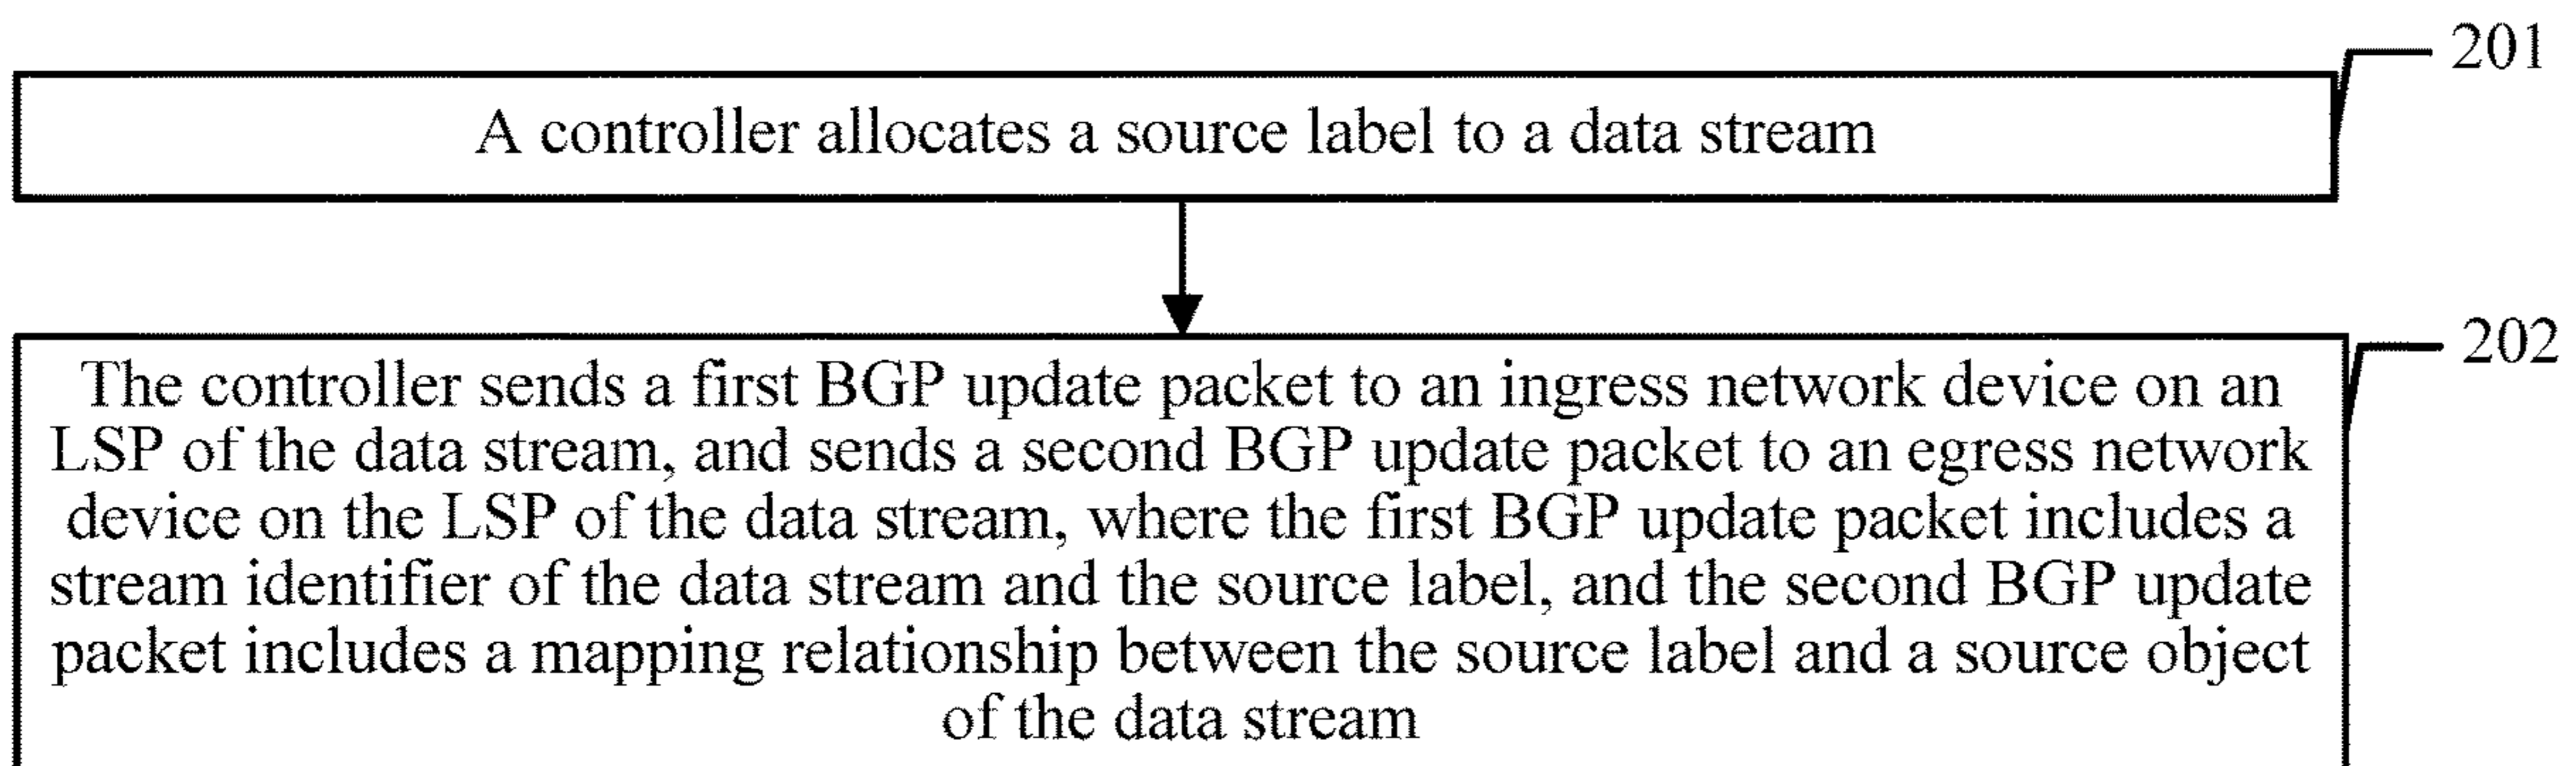 201
A controller allocates a source label to a data stream
202
The controller sends a first BGP update packet to an ingress network device on an
LSP of the data stream, and sends a second BGP update packet to an egress network
device on the LSP of the data stream, where the first BGP update packet includes a
stream identifier of the data stream and the source label, and the second BGP update
packet includes a mapping relationship between the source label and a source object
of the data stream